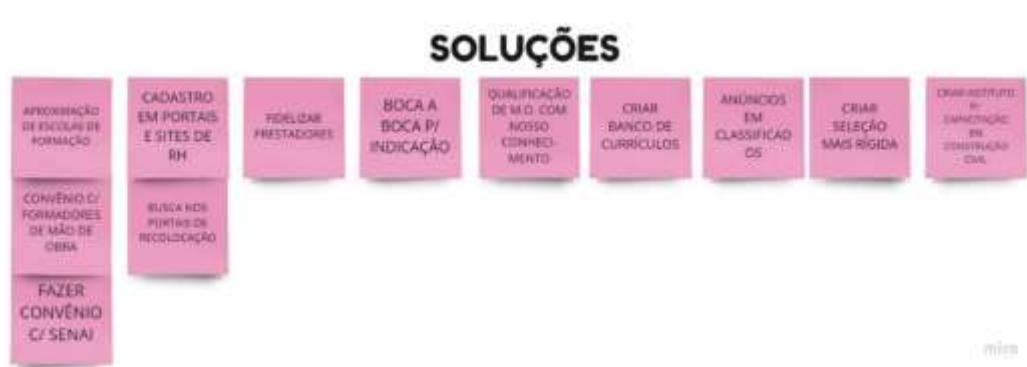 SOLUÇÕES
APROXIMAÇÃO
DE ESCOLAS DE
FORMAÇÃO
CADASTRO
EM PORTAIS
E SITES DE
RH
FIDELIZAR
PRESTADORES
BOCA A
BOCA P/
INDICAÇÃO
QUALIFICAÇÃO
DE M.O. COM
NOSSO
CONHECI-
MENTO
CRIAR
BANCO DE
CURRÍCULOS
ANÚNCIOS
EM
CLASSIFICAD
OS
CRIAR
SELEÇÃO
MAIS RÍGIDA
CRIAR INSTITUTO
P/
CAPACITAÇÃO
EM
CONSTRUÇÃO
CIVIL
CONVÊNIO C/
FORMADORES
DE MÃO DE
OBRA
BUSCA NOS
PORTAIS DE
RECOLOCAÇÃO
FAZER
CONVÊNIO
C/ SENAI
miro